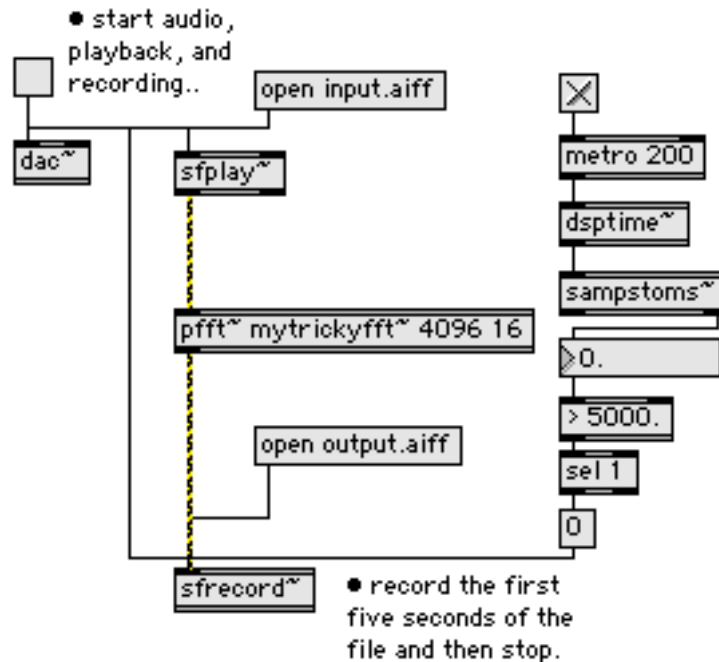 ● start audio,
playback, and
recording..
open input.aiff
dac~
sfplay~
metro 200
dsptime~
sampstoms~
pfft~ mytrickyfft~ 4096 16
0.
> 5000.
open output.aiff
sel 1
0
sfrecord~
● record the first
five seconds of the
file and then stop.